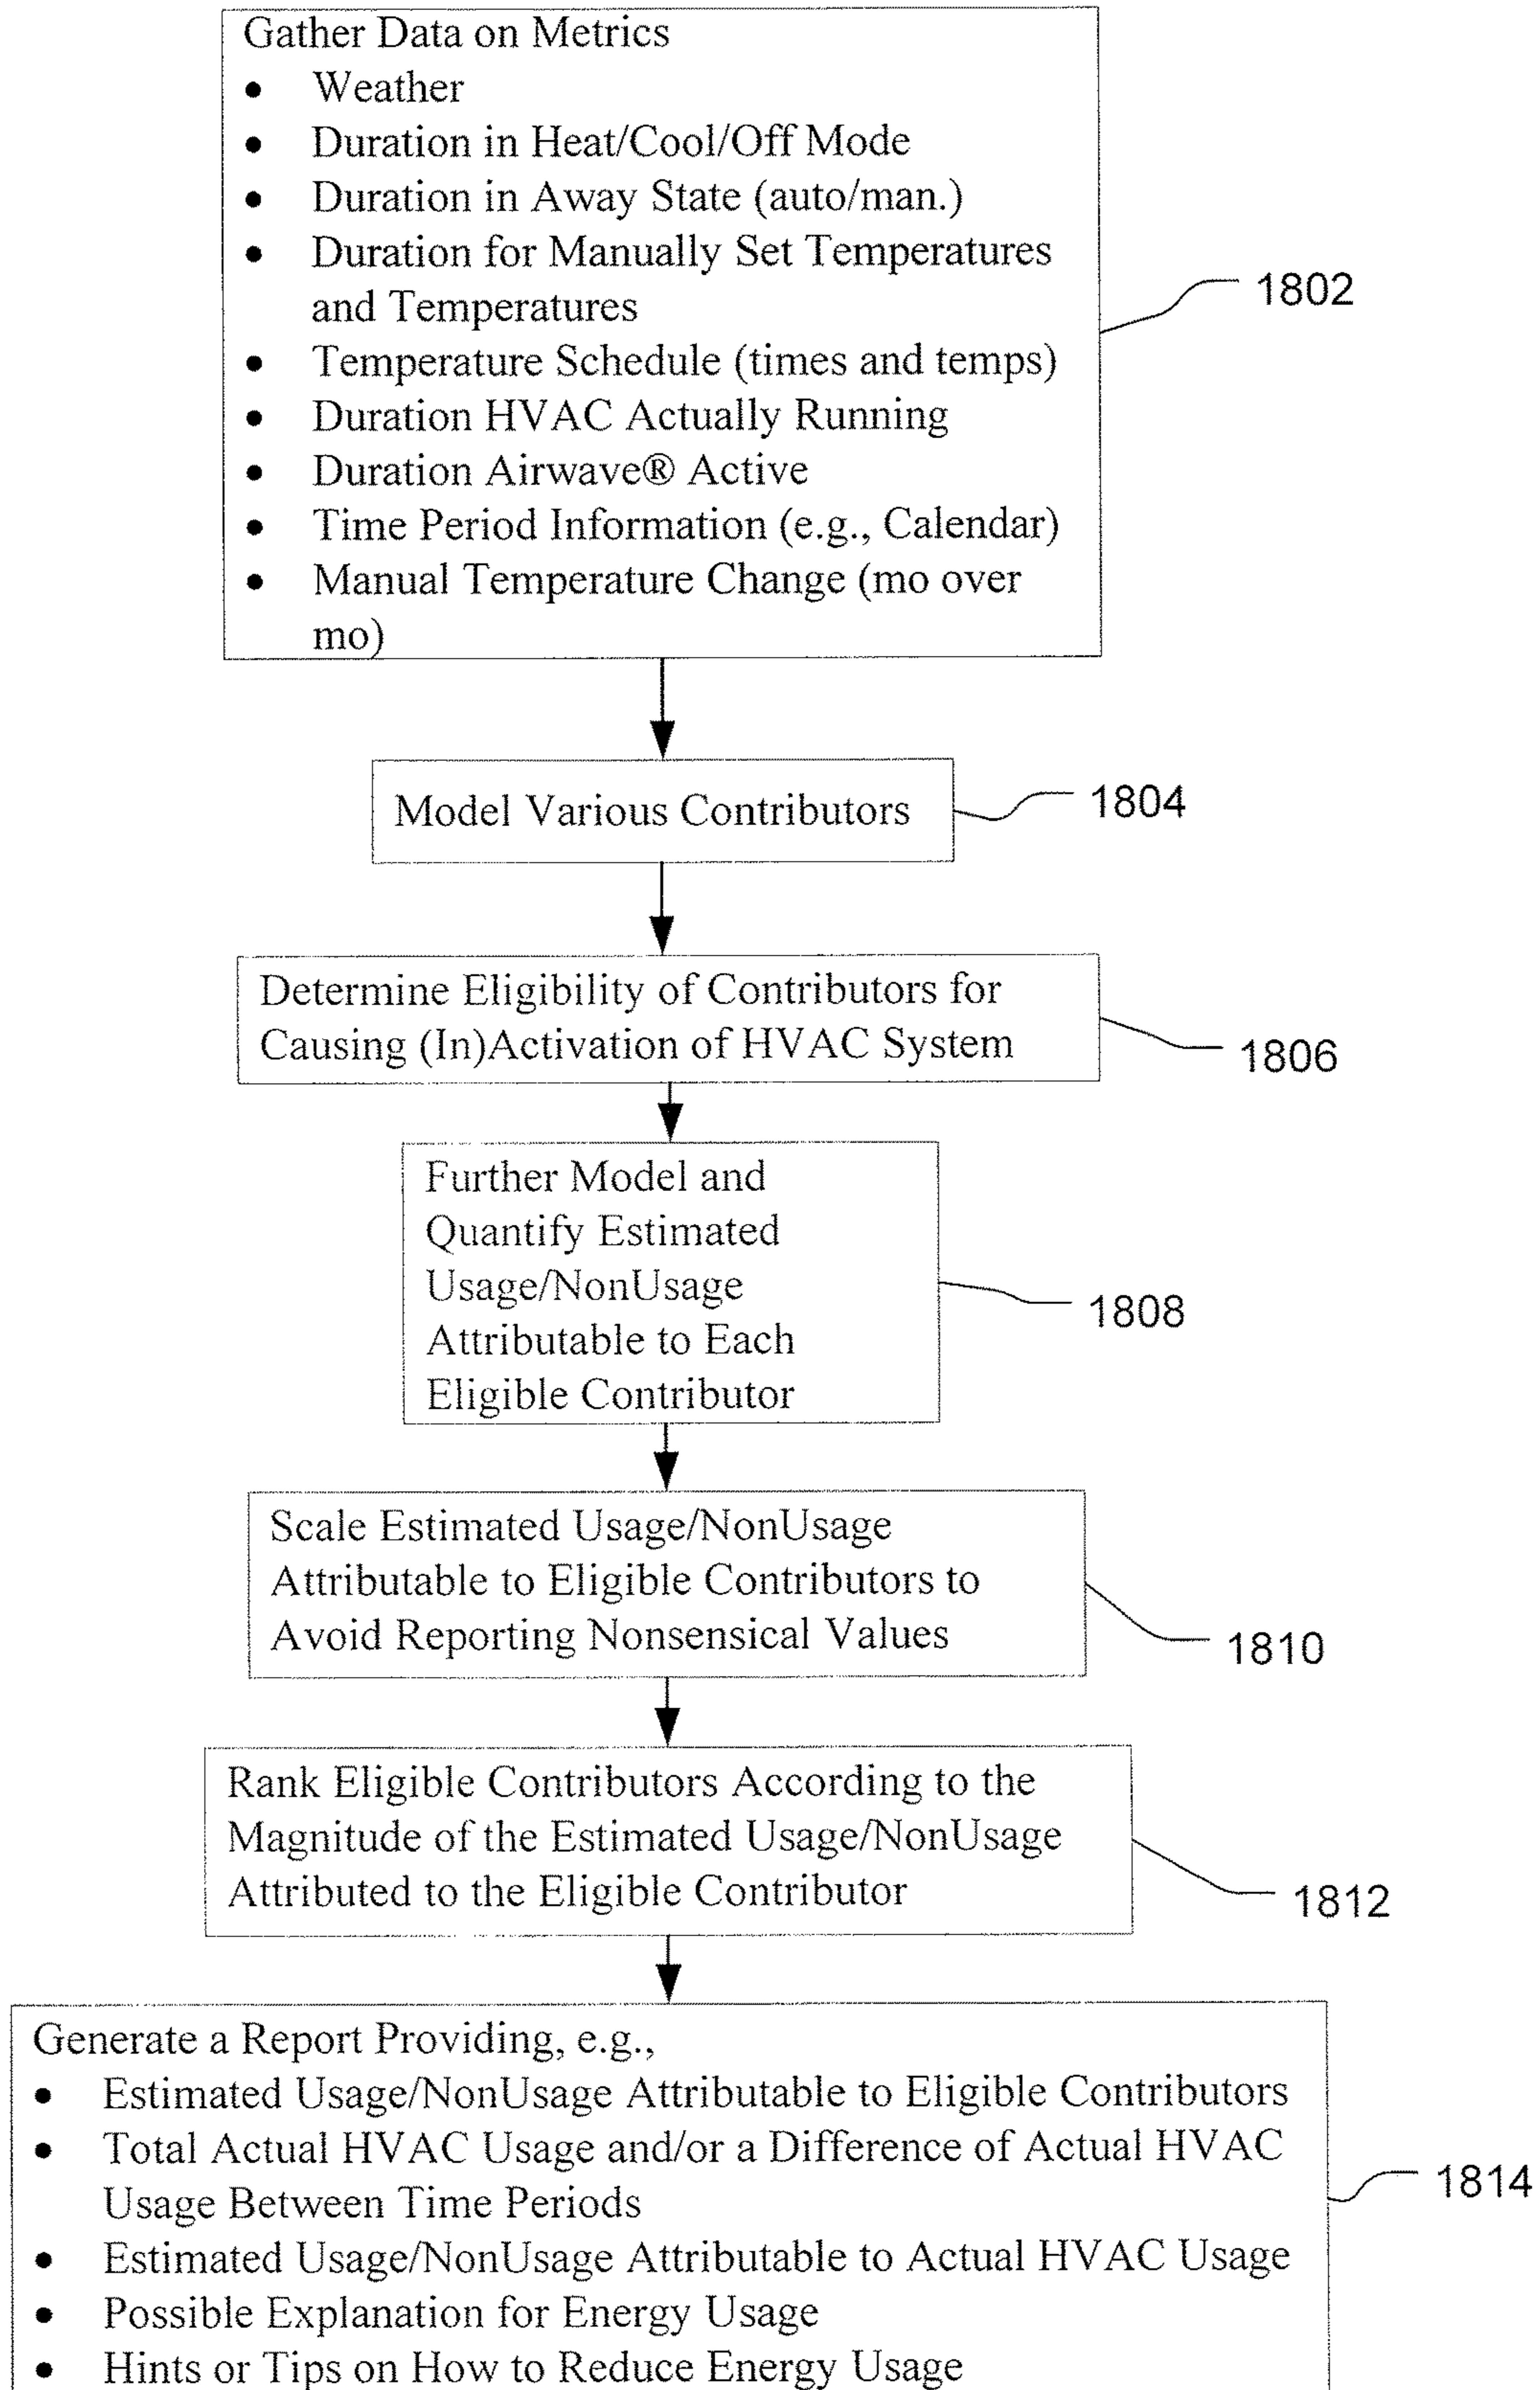 Gather Data on Metrics
• Weather
• Duration in Heat/Cool/Off Mode
• Duration in Away State (auto/man.)
• Duration for Manually Set Temperatures
and Temperatures
• Temperature Schedule (times and temps)
• Duration HVAC Actually Running
• Duration Airwave® Active
• Time Period Information (e.g., Calendar)
• Manual Temperature Change (mo over
mo)
1802
Model Various Contributors
1804
Determine Eligibility of Contributors for
Causing (In)Activation of HVAC System
1806
Further Model and
Quantify Estimated
Usage/NonUsage
Attributable to Each
Eligible Contributor
1808
Scale Estimated Usage/NonUsage
Attributable to Eligible Contributors to
Avoid Reporting Nonsensical Values
1810
Rank Eligible Contributors According to the
Magnitude of the Estimated Usage/NonUsage
Attributed to the Eligible Contributor
1812
Generate a Report Providing, e.g.,
• Estimated Usage/NonUsage Attributable to Eligible Contributors
• Total Actual HVAC Usage and/or a Difference of Actual HVAC
Usage Between Time Periods
• Estimated Usage/NonUsage Attributable to Actual HVAC Usage
• Possible Explanation for Energy Usage
• Hints or Tips on How to Reduce Energy Usage
1814